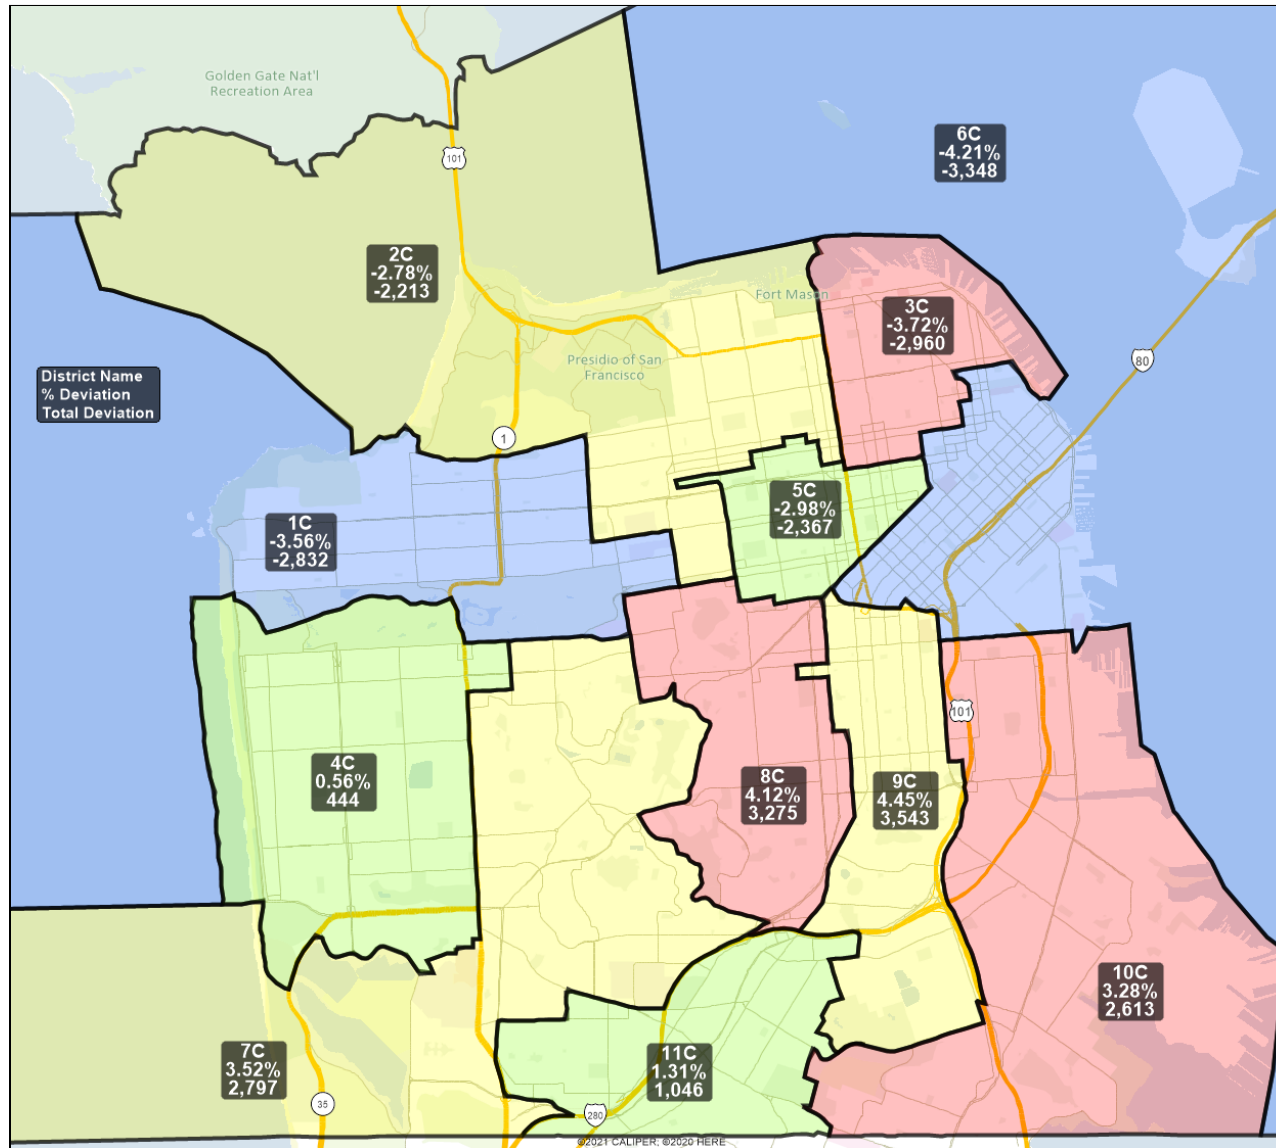 Golden Gate Nat'l
Recreation Area
101
6C
-4.21%
-3,348
2C
-2.78%
-2,213
Fort Mason
3C
-3.72%
-2,960
80
Presidio of San
Francisco
District Name
% Deviation
Total Deviation
1
5C
-2.98%
-2,367
1C
-3.56%
-2,832
101
4C
0.56%
444
8C
4.12%
3,275
9C
4.45%
3,543
10C
3.28%
2,613
7C
3.52%
2,797
11C
1.31%
1,046
35
280
©2021 CALIPER, ©2020 HERE